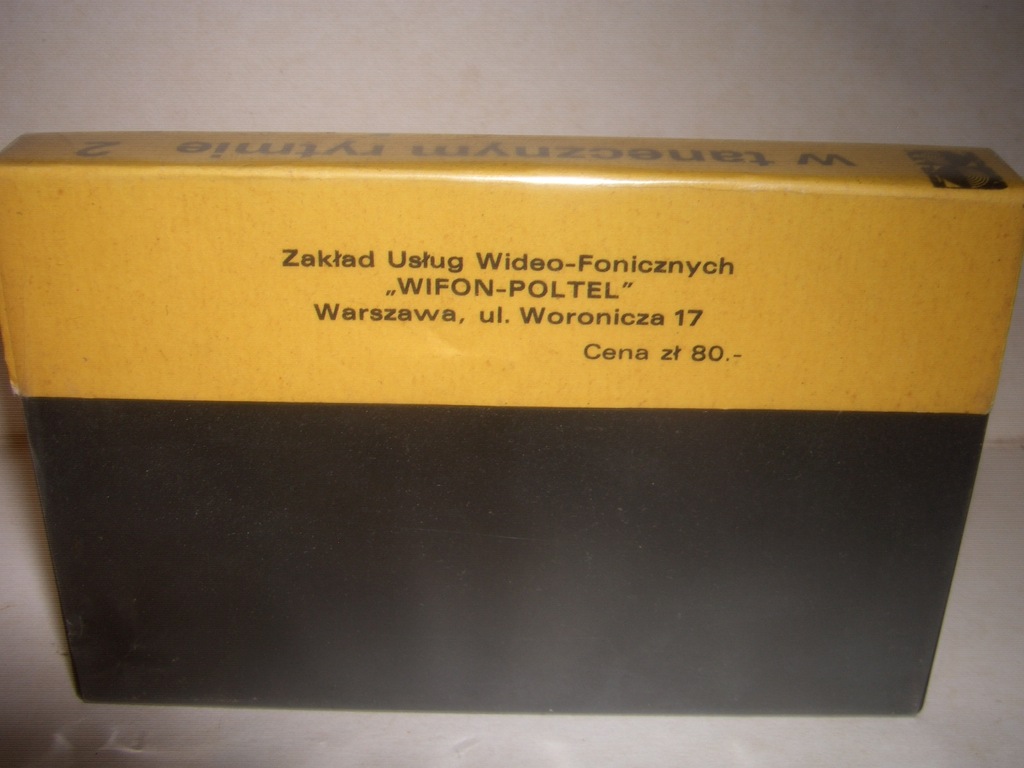 w tanecznym rytmie 2
Zakład Usług Wideo-Fonicznych
„WIFON-POLTEL”
Warszawa, ul. Woronicza 17
Cena zł 80.-